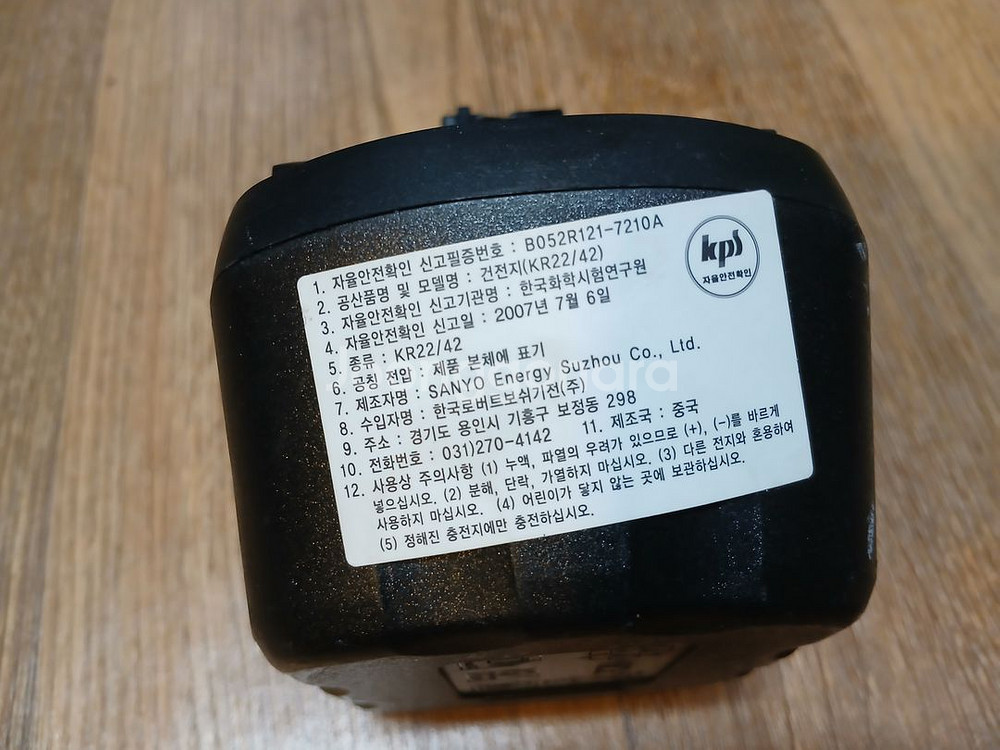 1. 자율안전확인 신고필증번호 : B052R121-7210A
2. 공산품명 및 모델명 : 건전지(KR22/42)
3. 자율안전확인 신고기관명 : 한국화학시험연구원
4. 자율안전확인 신고일 : 2007년 7월 6일
5. 종류 : KR22/42
6. 공칭 전압 : 제품 본체에 표기
7. 제조자명 : SANYO Energy Suzhou Co., Ltd.
8. 수입자명 : 한국로버트보쉬기전(주)
9. 주소 : 경기도 용인시 기흥구 보정동 298
10. 전화번호 : 031)270-4142 11. 제조국 : 중국
12. 사용상 주의사항 (1) 누액, 파열의 우려가 있으므로 (+), (-)를 바르게
넣으십시오. (2) 분해, 단락, 가열하지 마십시오. (3) 다른 전지와 혼용하여
사용하지 마십시오. (4) 어린이가 닿지 않는 곳에 보관하십시오.
(5) 정해진 충전지에만 충전하십시오.
kps
자율안전확인